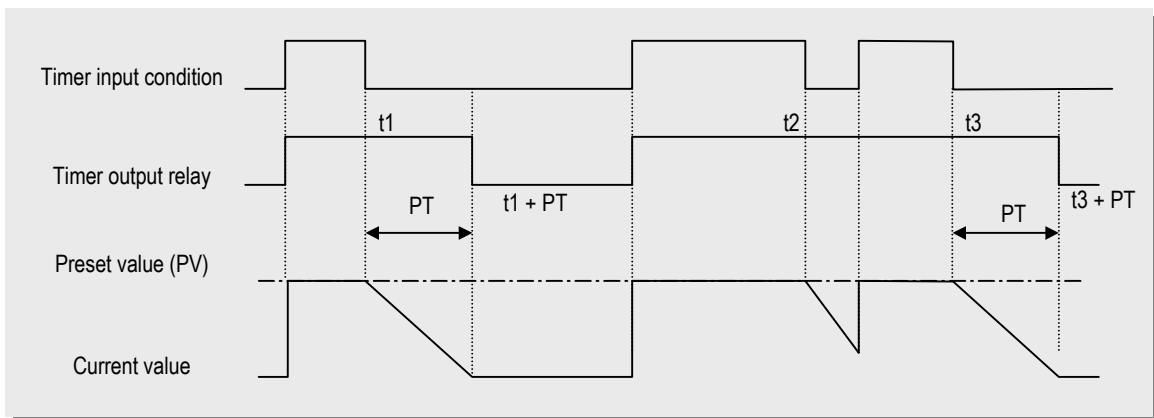 Timer input condition
t1
t2
t3
Timer output relay
PT
t1 + PT
PT
t3 + PT
Preset value (PV)
Current value